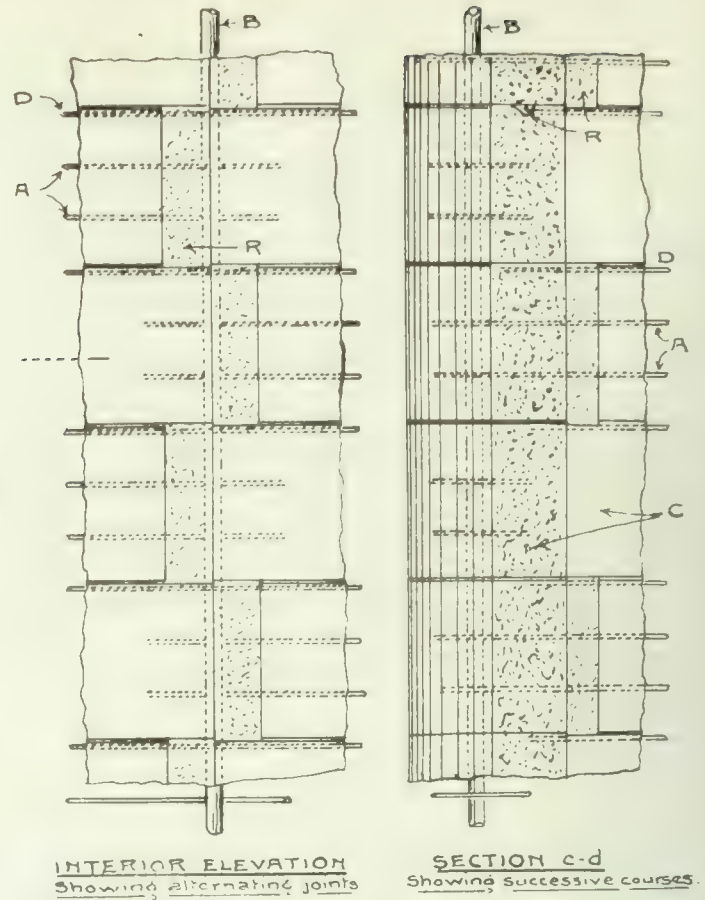 B
B
D
A
R
R
D
A
C
INTERIOR ELEVATION
Showing alternating joints
SECTION c-d
Showing successive courses.